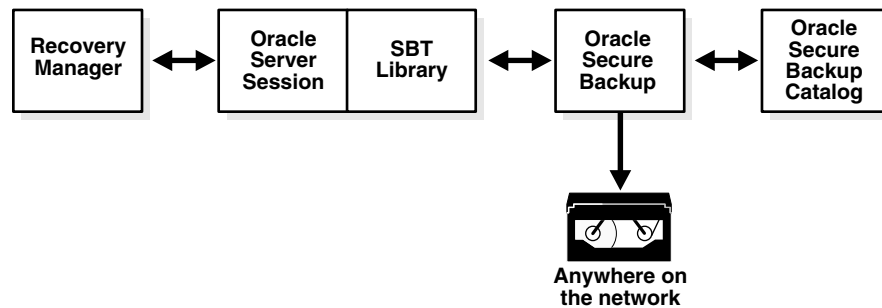 Recovery
Manager
Oracle
Server
Session
SBT
Library
Oracle
Secure
Backup
Oracle
Secure
Backup
Catalog
Anywhere on
the network